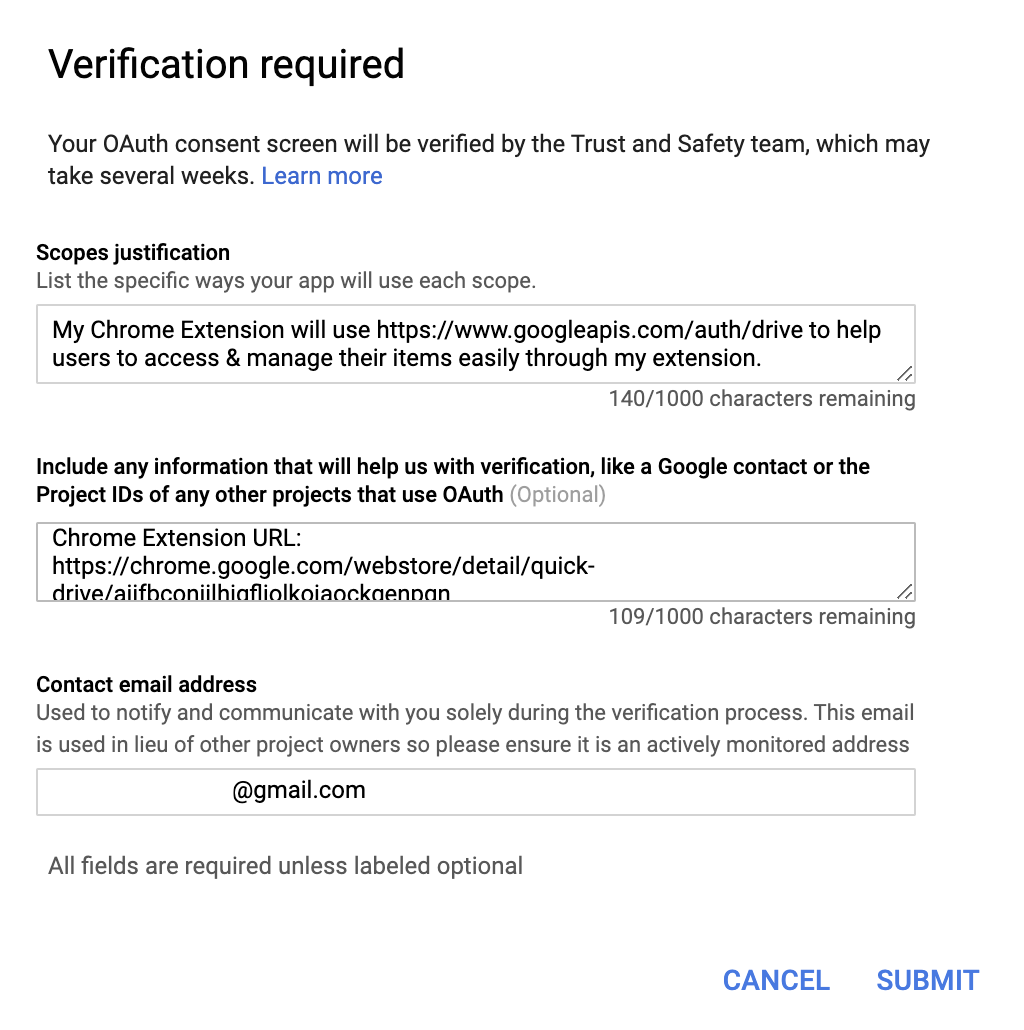 Verification required
Your OAuth consent screen will be verified by the Trust and Safety team, which may
take several weeks. Learn more
Scopes justification
List the specific ways your app will use each scope.
My Chrome Extension will use https://www.googleapis.com/auth/drive to help
users to access & manage their items easily through my extension.
140/1000 characters remaining
Include any information that will help us with verification, like a Google contact or the
Project IDs of any other projects that use OAuth (Optional)
Chrome Extension URL:
https://chrome.google.com/webstore/detail/quick-
109/1000 characters remaining
Contact email address
Used to notify and communicate with you solely during the verification process. This email
is used in lieu of other project owners so please ensure it is an actively monitored address
@gmail.com
All fields are required unless labeled optional
CANCEL SUBMIT